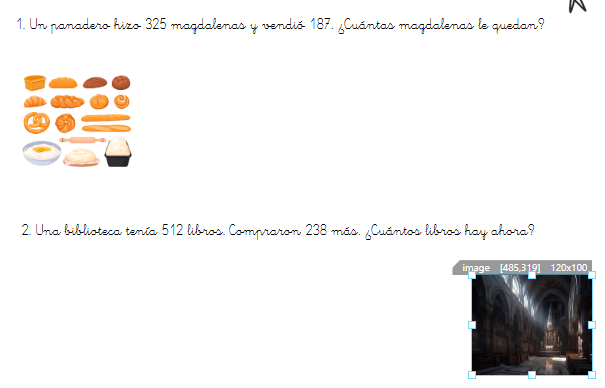 1. Un panadero hizo 325 magdalenas y vendió 187. ¿Cuántas magdalenas le quedan?
2. Una biblioteca tenía 512 libros. Compraron 238 más. ¿Cuántos libros hay ahora?
image [485,319] 120x100